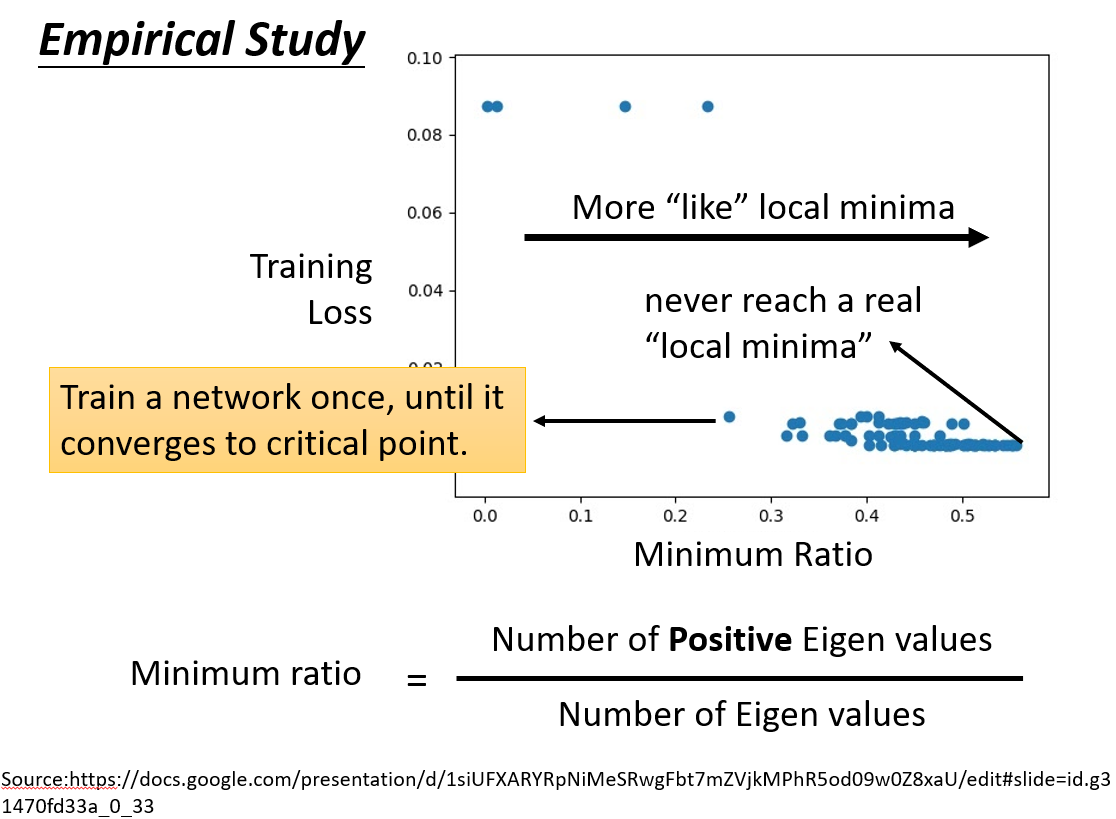 Empirical Study
0.10
0.08
0.06
0.04
0.02
0.0
0.1
0.2
0.3
0.4
0.5
Training
Loss
More “like” local minima
never reach a real
“local minima”
Train a network once, until it
converges to critical point.
Minimum Ratio
Minimum ratio
=
Number of Positive Eigen values
Number of Eigen values
Source:https://docs.google.com/presentation/d/1siUFXARYRpNiMeSRwgFbt7mZVjkMPhR5od09w0Z8xaU/edit#slide=id.g3
1470fd33a_0_33